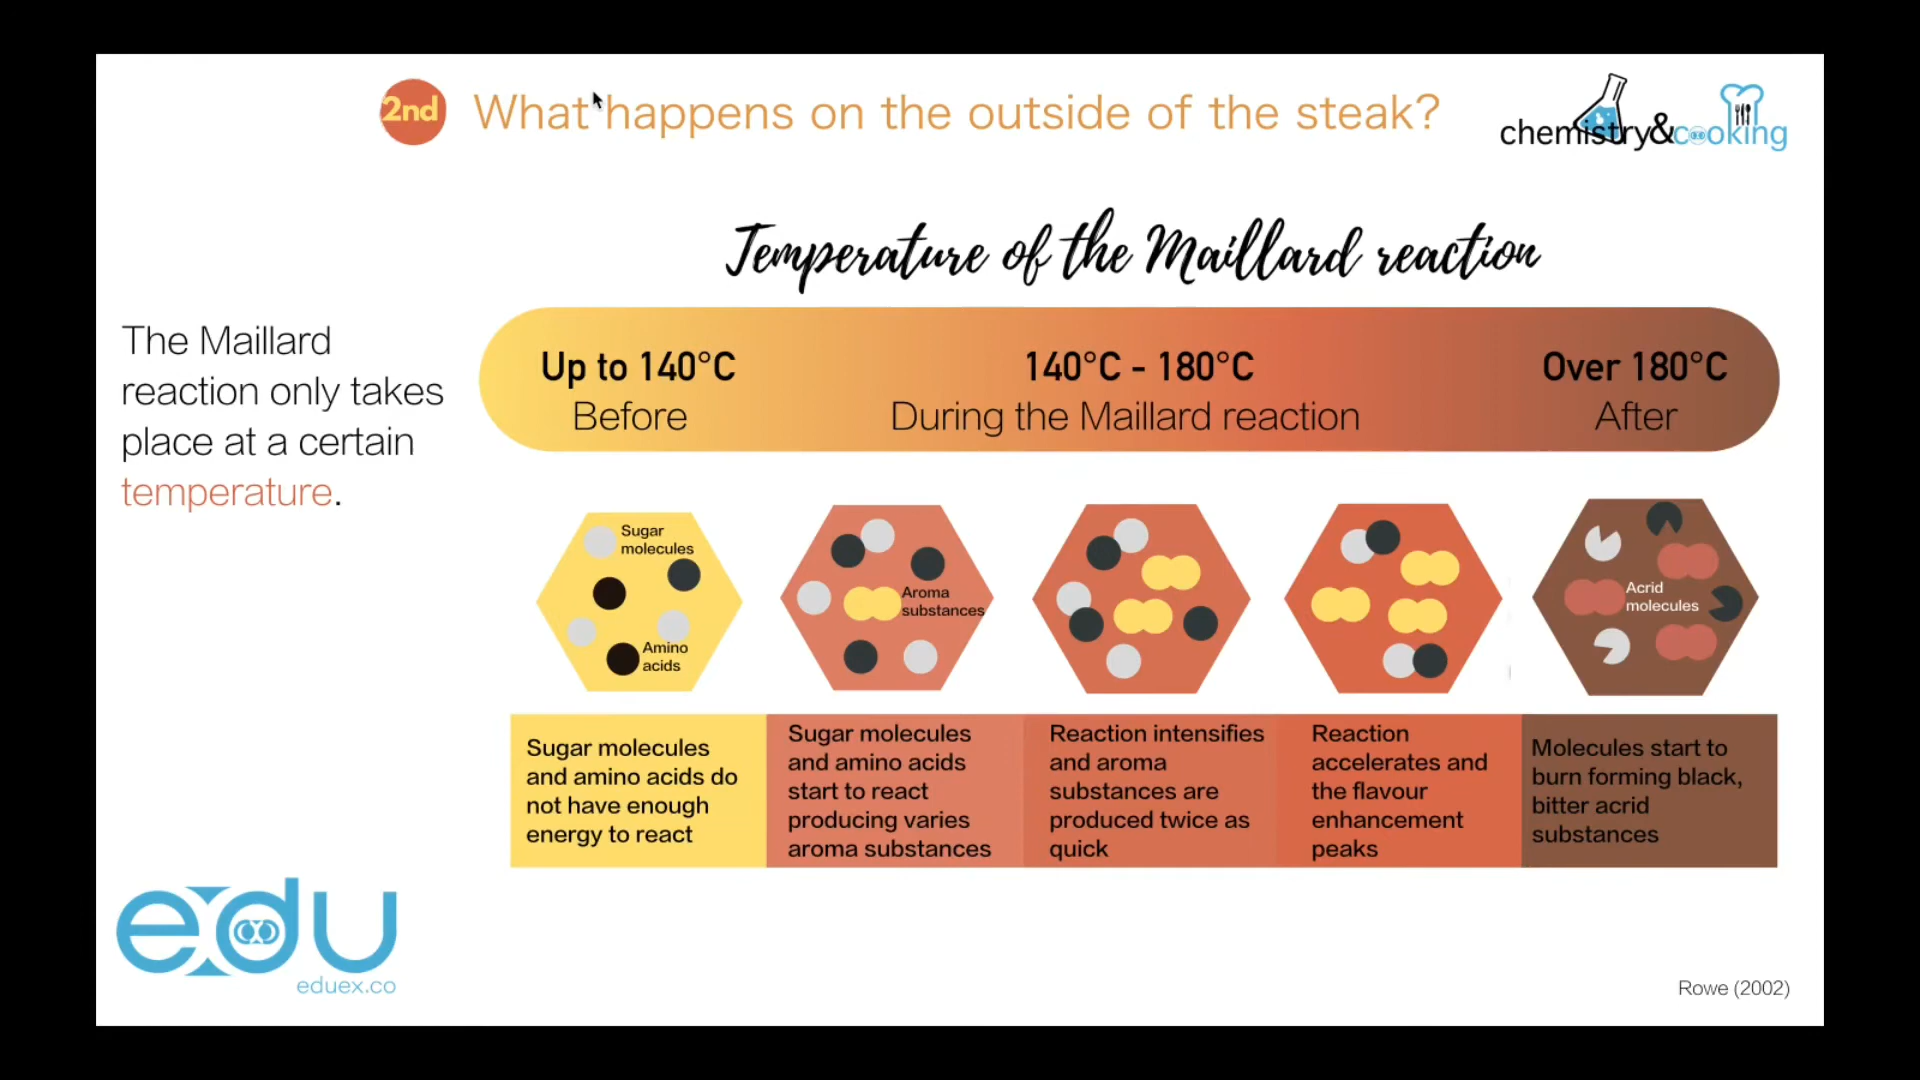 2nd What happens on the outside of the steak?
chemistry&cooking
Temperature of the Maillard reaction
The Maillard
reaction only takes
place at a certain
temperature.
Up to 140°C
Before
140°C - 180°C
During the Maillard reaction
Over 180°C
After
Sugar
molecules
Amino
acids
Aroma
substances
Acrid
molecules
Sugar molecules
and amino acids do
not have enough
energy to react
Sugar molecules
and amino acids
start to react
producing varies
aroma substances
Reaction intensifies
and aroma
substances are
produced twice as
quick
Reaction
accelerates and
the flavour
enhancement
peaks
Molecules start to
burn forming black,
bitter acrid
substances
edu
eduex.co
Rowe (2002)